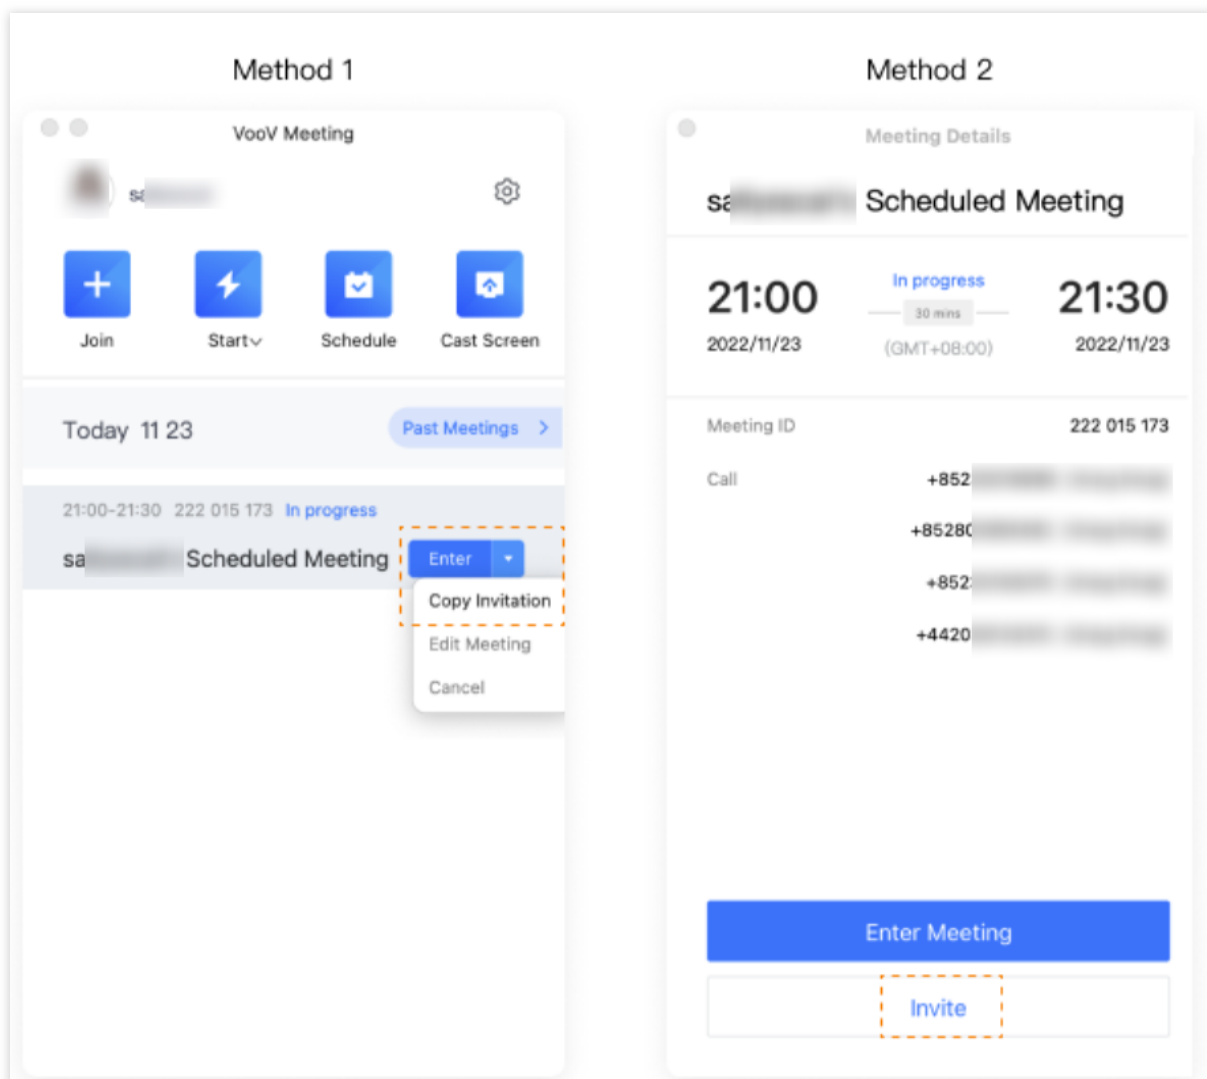 Method 1
VooV Meeting
sa
Join
Start
Schedule
Cast Screen
Today 11 23
Past Meetings
21:00-21:30 222 015 173 In progress
sa Scheduled Meeting
Enter
Copy Invitation
Edit Meeting
Cancel
Method 2
Meeting Details
sa Scheduled Meeting
21:00
In progress
21:30
30 mins
2022/11/23
(GMT+08:00)
2022/11/23
Meeting ID
222 015 173
Call
+852
+85280
+852
+4420
Enter Meeting
Invite